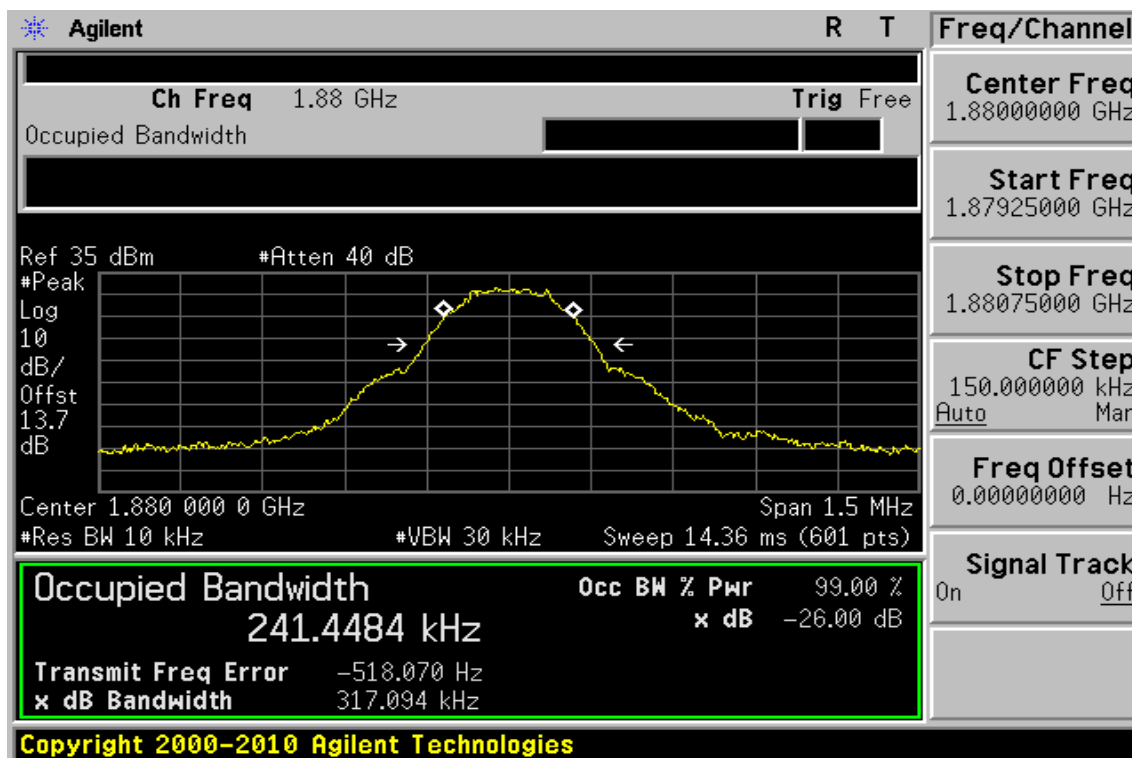 Agilent
R T
Ch Freq 1.88 GHz
Trig Free
Occupied Bandwidth
Ref 35 dBm
#Atten 40 dB
#Peak
Log
10
dB/
Offst
13.7
dB
Center 1.880 000 0 GHz
Span 1.5 MHz
#Res BW 10 kHz
#VBW 30 kHz
Sweep 14.36 ms (601 pts)
Occupied Bandwidth
241.4484 kHz
Occ BW % Pwr 99.00 %
x dB -26.00 dB
Transmit Freq Error -518.070 Hz
x dB Bandwidth 317.094 kHz
Copyright 2000-2010 Agilent Technologies
Freq/Channel
Center Freq
1.88000000 GHz
Start Freq
1.87925000 GHz
Stop Freq
1.88075000 GHz
CF Step
150.000000 kHz
Auto Man
Freq Offset
0.00000000 Hz
Signal Track
On Off